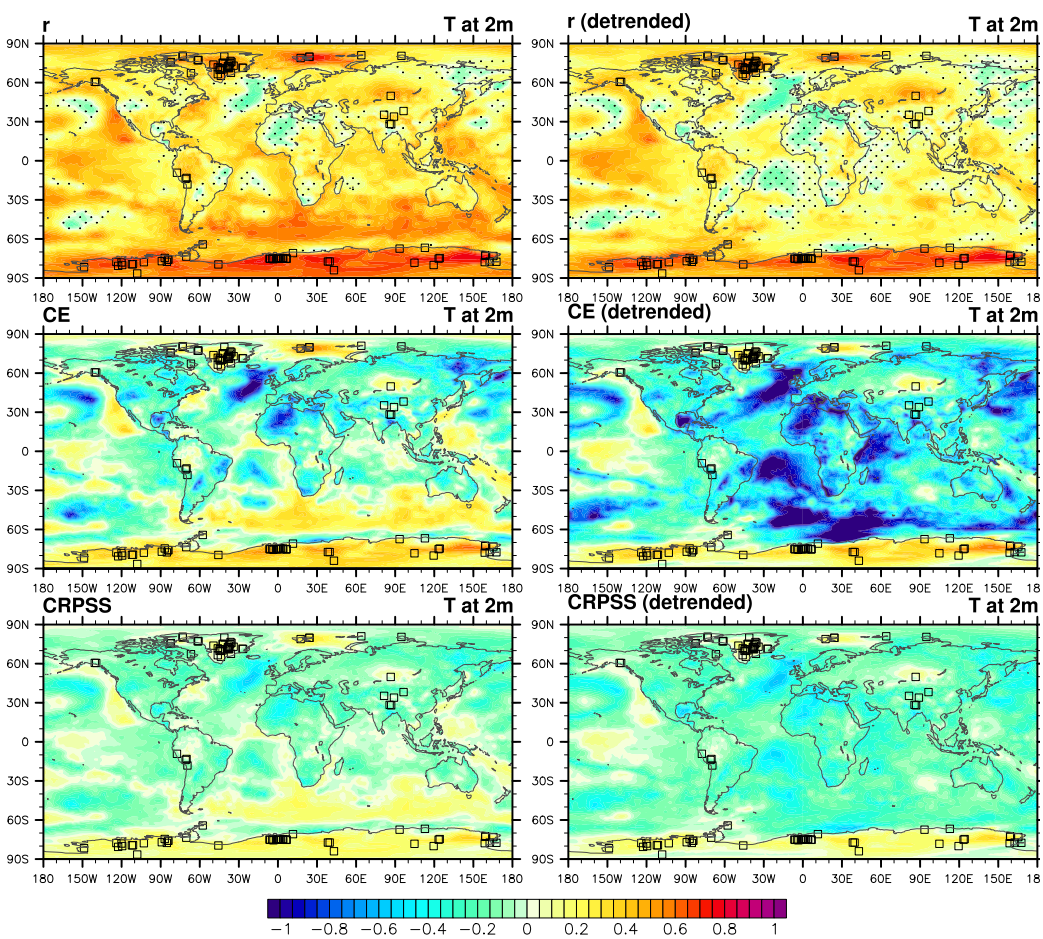 r T at 2m r (detrended) T at 2m
90N
60N
30N
0
30S
60S
90S
180 150W 120W 90W 60W 30W 0 30E 60E 90E 120E 150E 180 180 150W 120W 90W 60W 30W 0 30E 60E 90E 120E 150E 180
CE T at 2m CE (detrended) T at 2m
90N
60N
30N
0
30S
60S
90S
180 150W 120W 90W 60W 30W 0 30E 60E 90E 120E 150E 180 180 150W 120W 90W 60W 30W 0 30E 60E 90E 120E 150E 180
CRPSS T at 2m CRPSS (detrended) T at 2m
90N
60N
30N
0
30S
60S
90S
180 150W 120W 90W 60W 30W 0 30E 60E 90E 120E 150E 180 180 150W 120W 90W 60W 30W 0 30E 60E 90E 120E 150E 180
−1 −0.8 −0.6 −0.4 −0.2 0 0.2 0.4 0.6 0.8 1